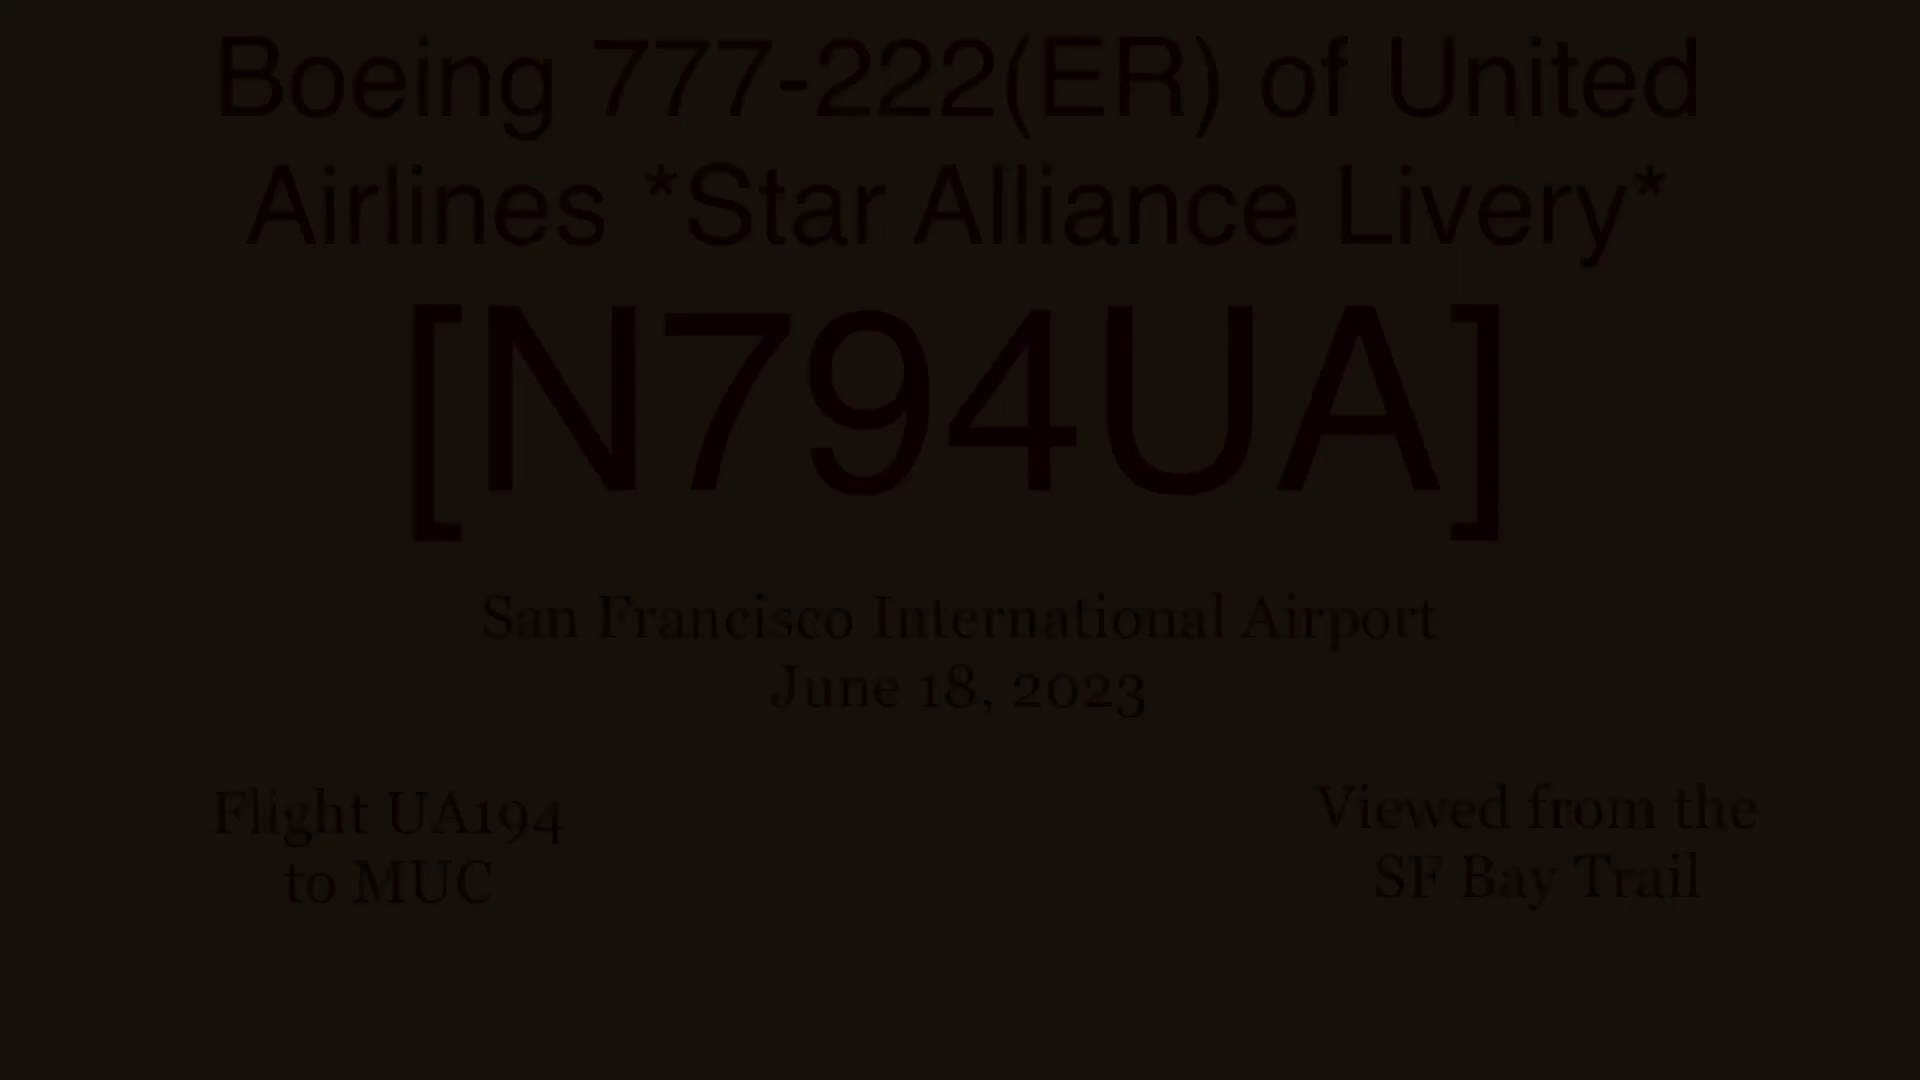 Boeing 777-222(ER) of United
Airlines *Star Alliance Livery*
[N794UA]
San Francisco International Airport
June 18, 2023
Flight UA194
to MUC
Viewed from the
SF Bay Trail